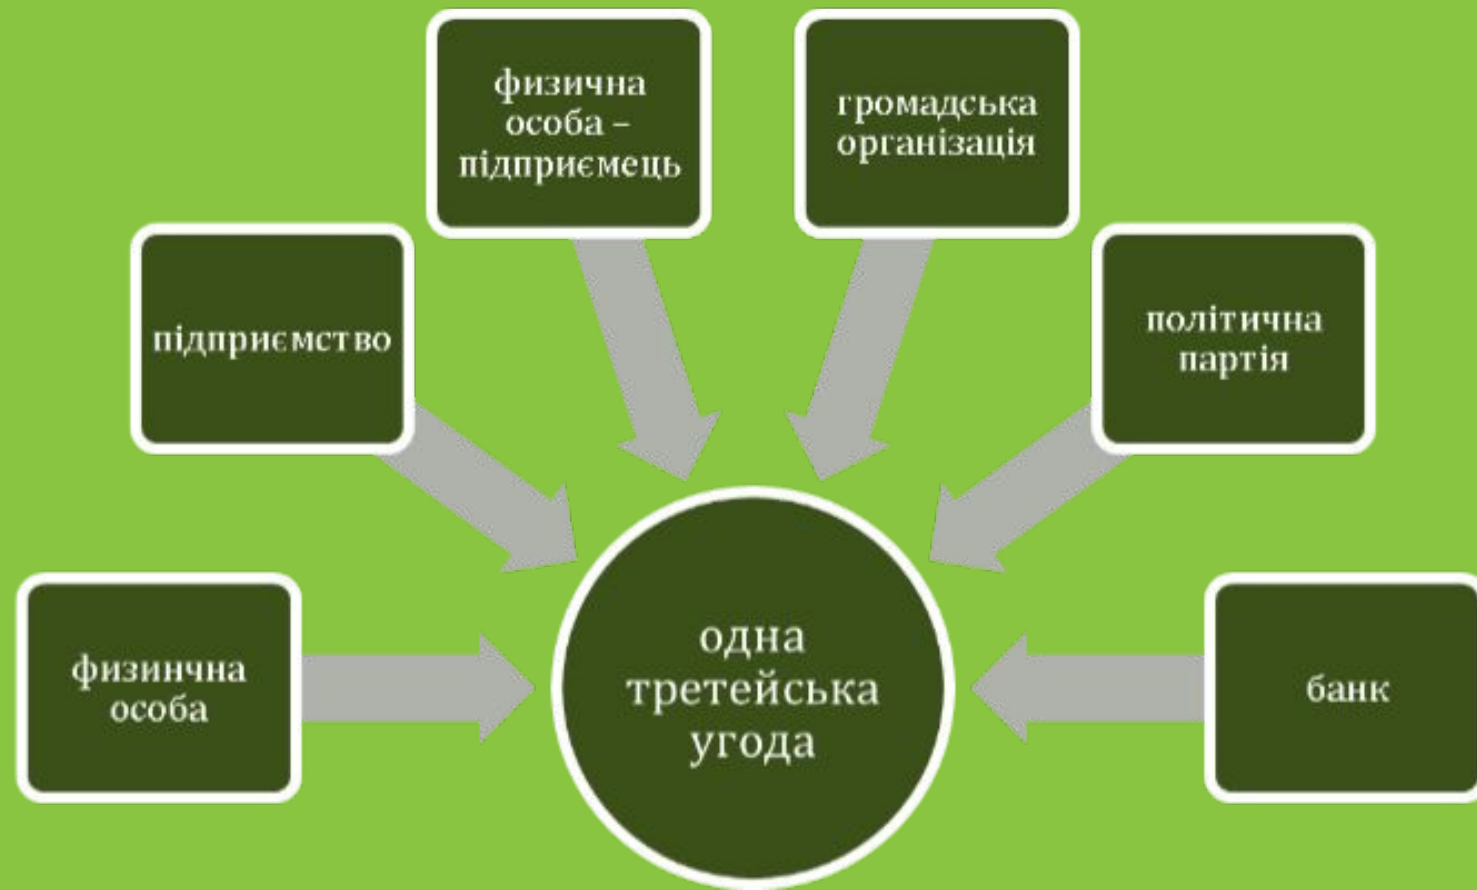 физична
особа –
підприємець
громадська
організація
підприємство
політична
партія
физинчна
особа
одна
третейська
угода
банк